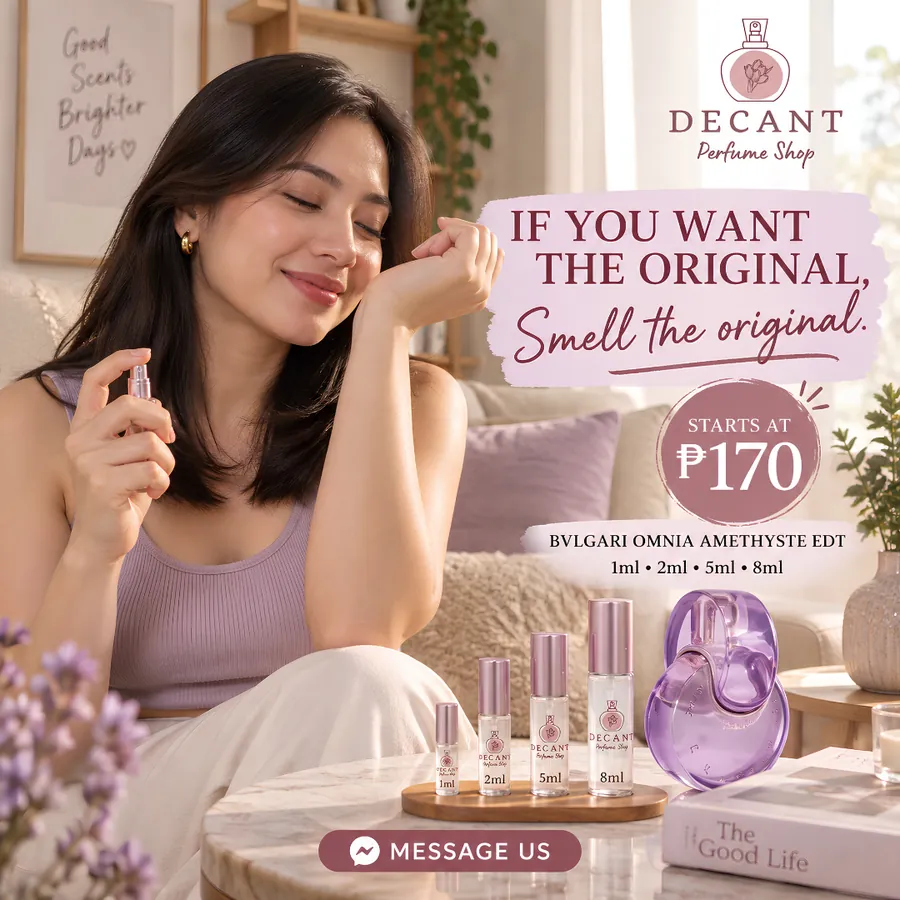 Good
Scents
Brighter
Days♡
DECANT
Perfume Shop
IF YOU WANT
THE ORIGINAL,
Smell the original.
STARTS AT
₱170
BVLGARI OMNIA AMETHYSTE EDT
1ml • 2ml • 5ml • 8ml
DECANT
Perfume Shop
1ml
DECANT
Perfume Shop
2ml
DECANT
Perfume Shop
5ml
DECANT
Perfume Shop
8ml
The
Good Life
MESSAGE US